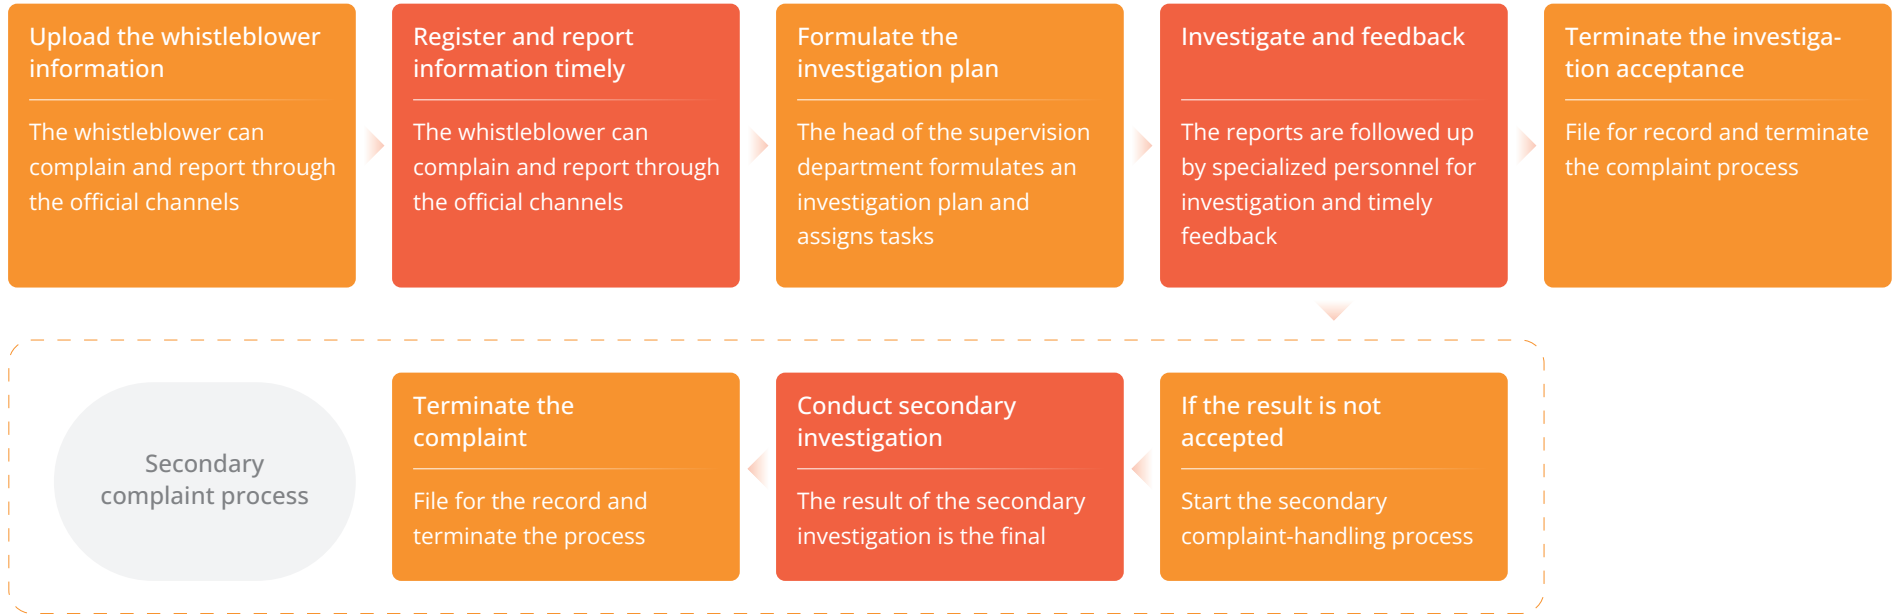 Upload the whistleblower
information
The whistleblower can
complain and report through
the official channels
Register and report
information timely
The whistleblower can
complain and report through
the official channels
Formulate the
investigation plan
The head of the supervision
department formulates an
investigation plan and
assigns tasks
Investigate and feedback
The reports are followed up
by specialized personnel for
investigation and timely
feedback
Terminate the investiga-
tion acceptance
File for record and terminate
the complaint process
If the result is not
accepted
Start the secondary
complaint-handling process
Conduct secondary
investigation
The result of the secondary
investigation is the final
Terminate the
complaint
File for the record and
terminate the process
Secondary
complaint process